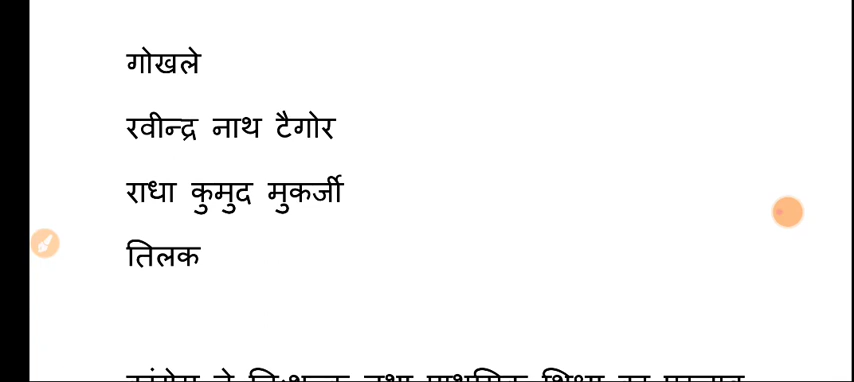 गोखले
रवीन्द्र नाथ टैगोर
राधा कुमुद मुकर्जी
तिलक